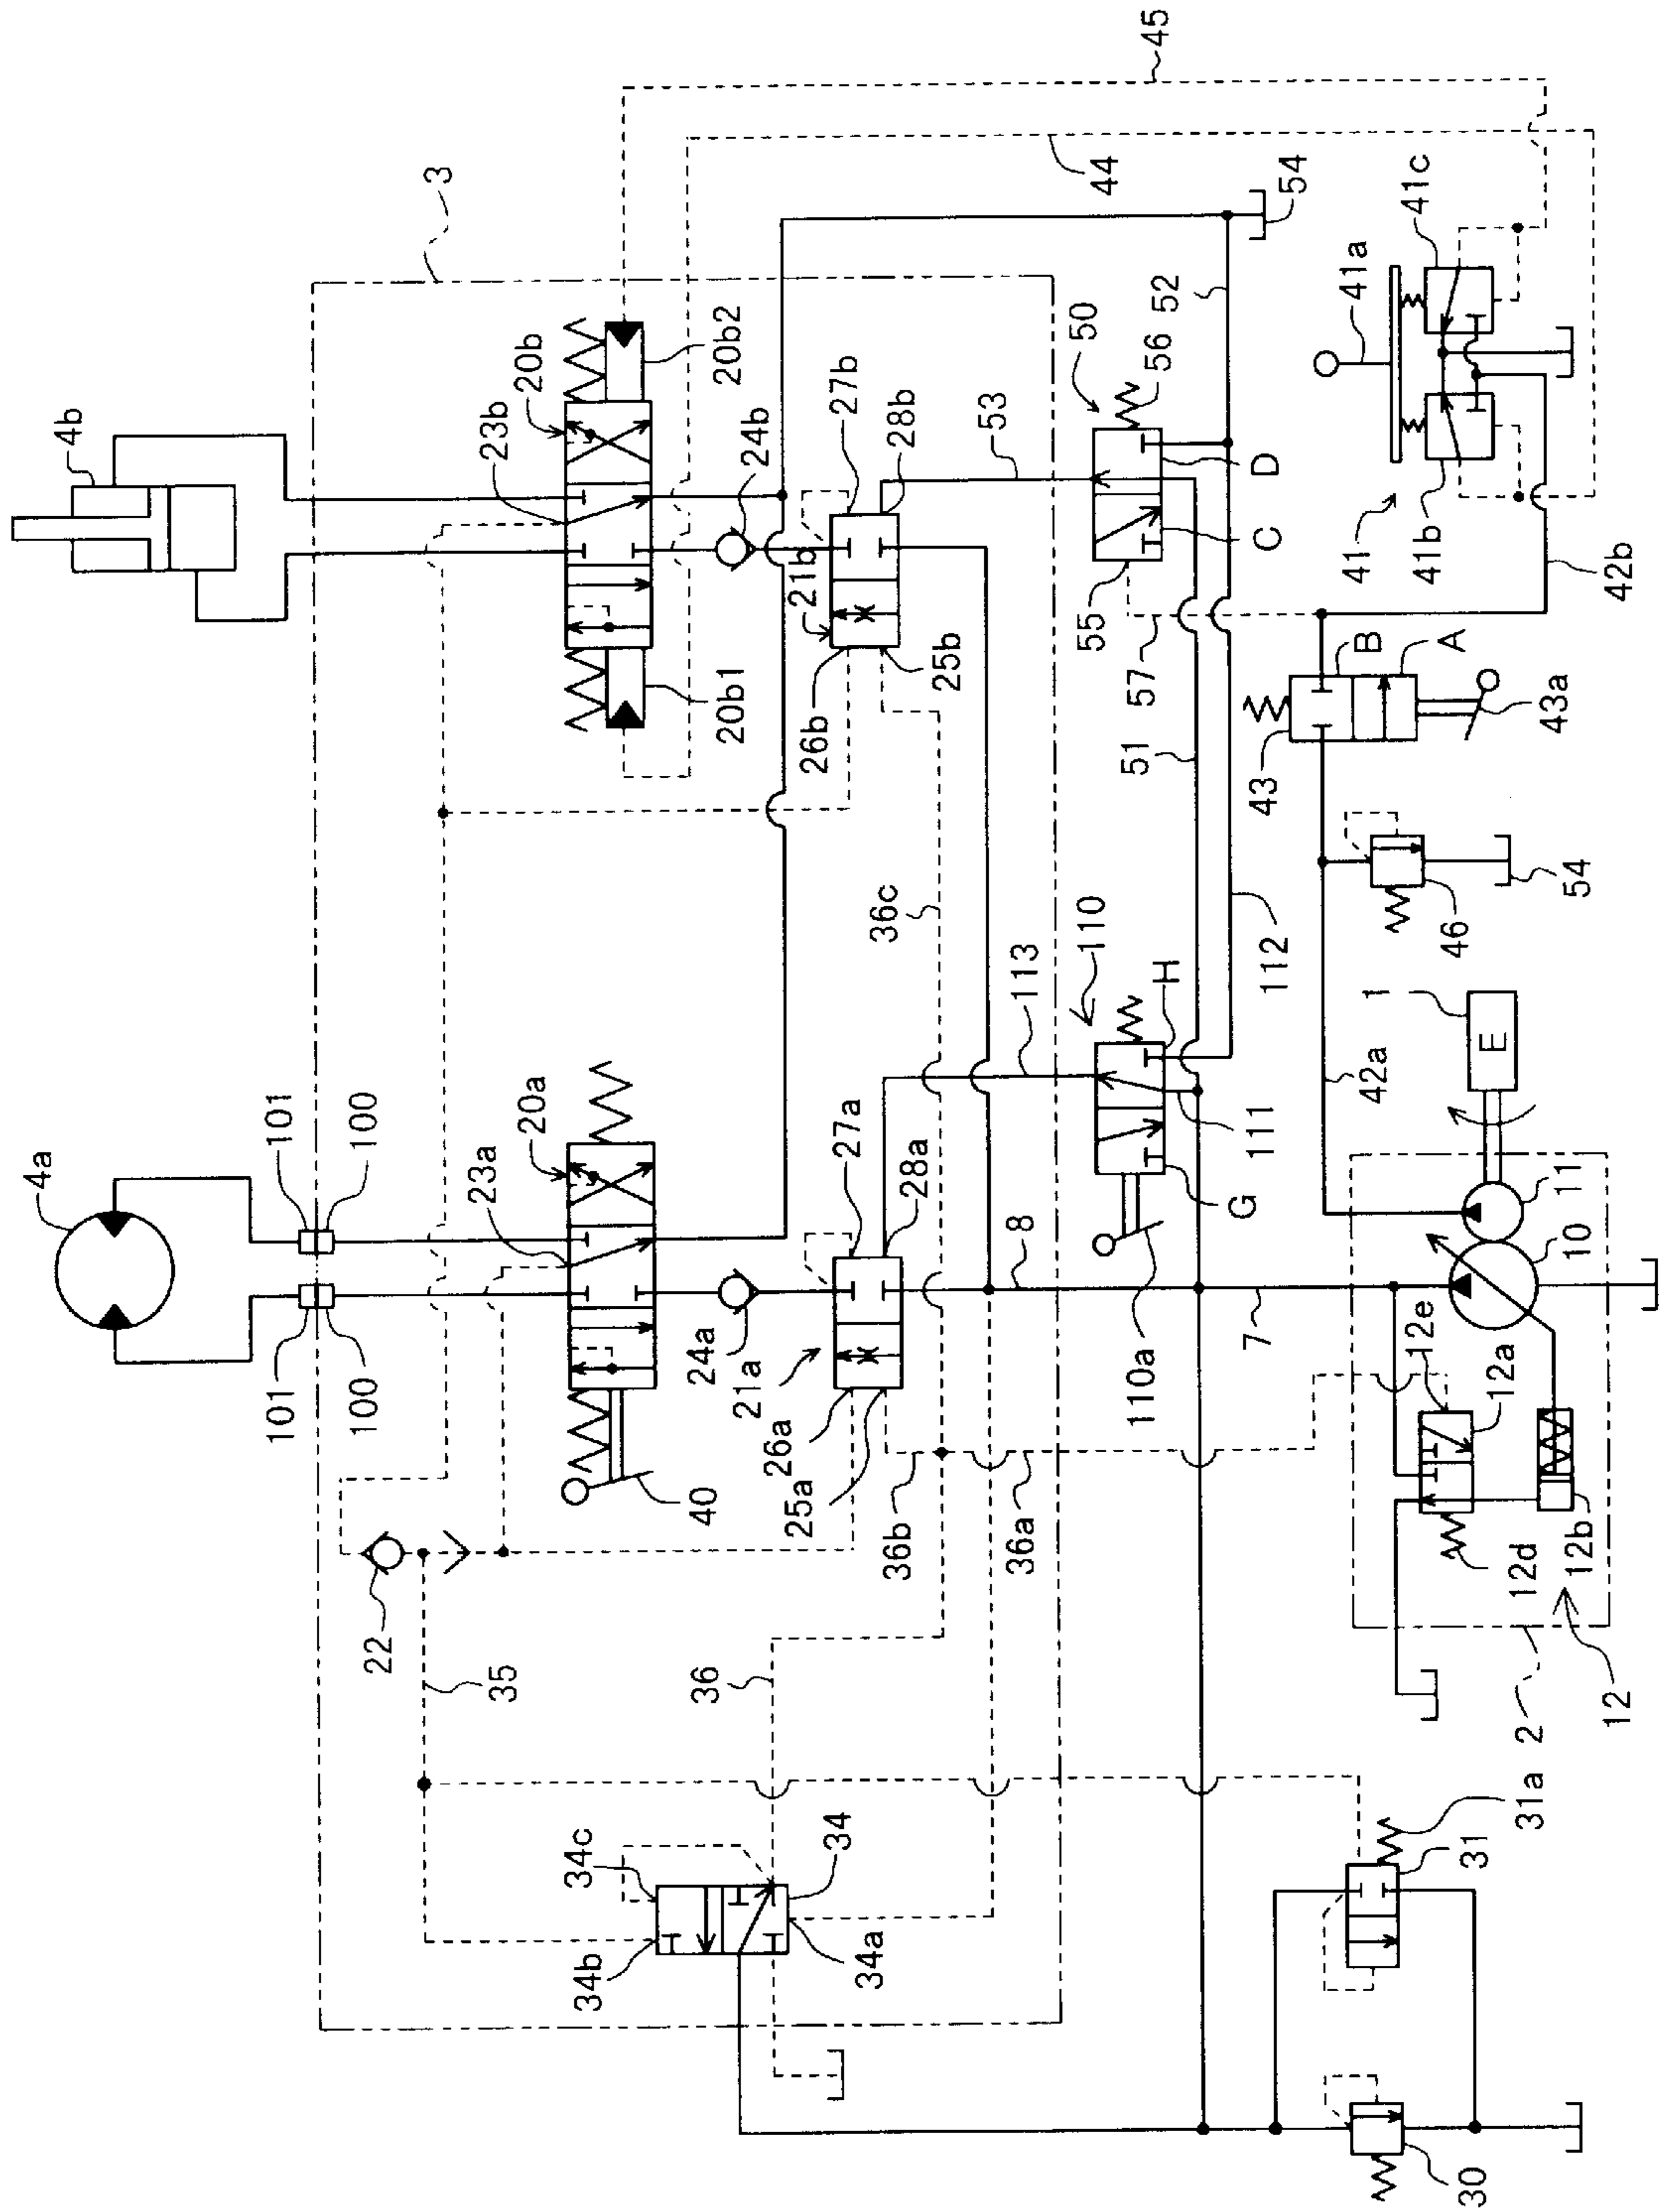 45
3
44
54
41c
41a
4b
20b
20b2
23b
24b
27b
28b
21b
53
50
56
52
D
C
41
41b
42b
55
57
B
A
43
43a
20b1
26b
25b
51
36c
110
112
113
H
46
54
1
E
42a
4a
101
100
20a
23a
27a
28a
111
G
8
11
10
7
12e
12a
101
100
24a
21a
26a
25a
110a
40
36b
36a
12d
12b
22
35
36
2
12
34c
34
34b
34a
31a
31
30